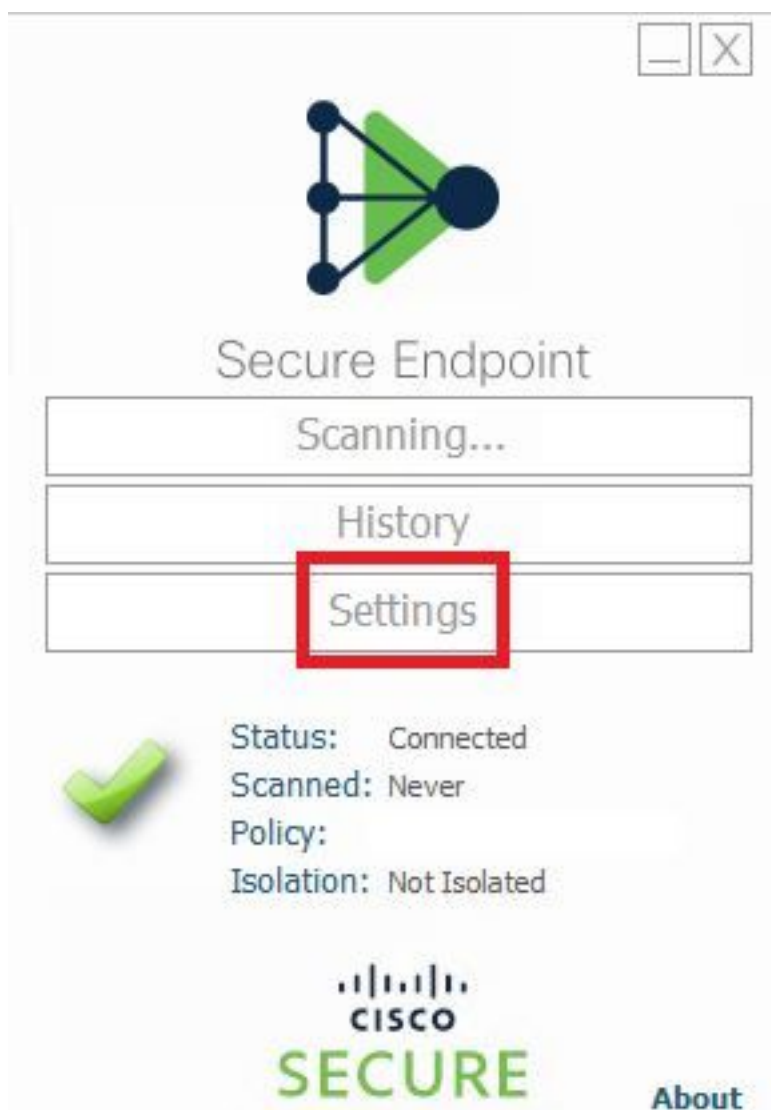 _ X
Secure Endpoint
Scanning...
History
Settings
Status: Connected
Scanned: Never
Policy:
Isolation: Not Isolated
CISCO
SECURE
About